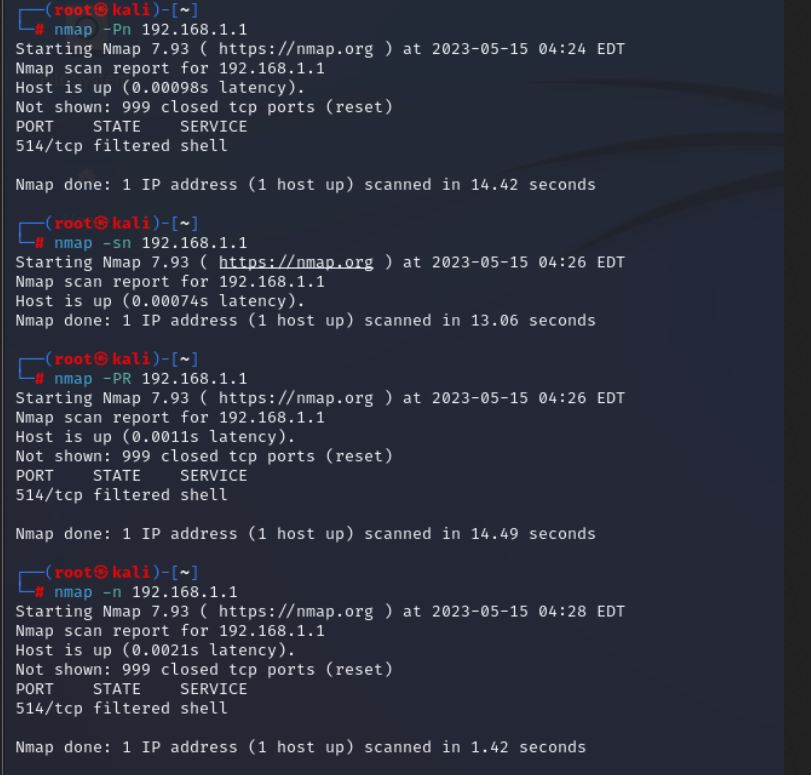 ┌──(root㉿kali)-[~]
└─# nmap -Pn 192.168.1.1
Starting Nmap 7.93 ( https://nmap.org ) at 2023-05-15 04:24 EDT
Nmap scan report for 192.168.1.1
Host is up (0.00098s latency).
Not shown: 999 closed tcp ports (reset)
PORT    STATE    SERVICE
514/tcp filtered shell

Nmap done: 1 IP address (1 host up) scanned in 14.42 seconds

┌──(root㉿kali)-[~]
└─# nmap -sn 192.168.1.1
Starting Nmap 7.93 ( https://nmap.org ) at 2023-05-15 04:26 EDT
Nmap scan report for 192.168.1.1
Host is up (0.00074s latency).
Nmap done: 1 IP address (1 host up) scanned in 13.06 seconds

┌──(root㉿kali)-[~]
└─# nmap -PR 192.168.1.1
Starting Nmap 7.93 ( https://nmap.org ) at 2023-05-15 04:26 EDT
Nmap scan report for 192.168.1.1
Host is up (0.0011s latency).
Not shown: 999 closed tcp ports (reset)
PORT    STATE    SERVICE
514/tcp filtered shell

Nmap done: 1 IP address (1 host up) scanned in 14.49 seconds

┌──(root㉿kali)-[~]
└─# nmap -n 192.168.1.1
Starting Nmap 7.93 ( https://nmap.org ) at 2023-05-15 04:28 EDT
Nmap scan report for 192.168.1.1
Host is up (0.0021s latency).
Not shown: 999 closed tcp ports (reset)
PORT    STATE    SERVICE
514/tcp filtered shell

Nmap done: 1 IP address (1 host up) scanned in 1.42 seconds